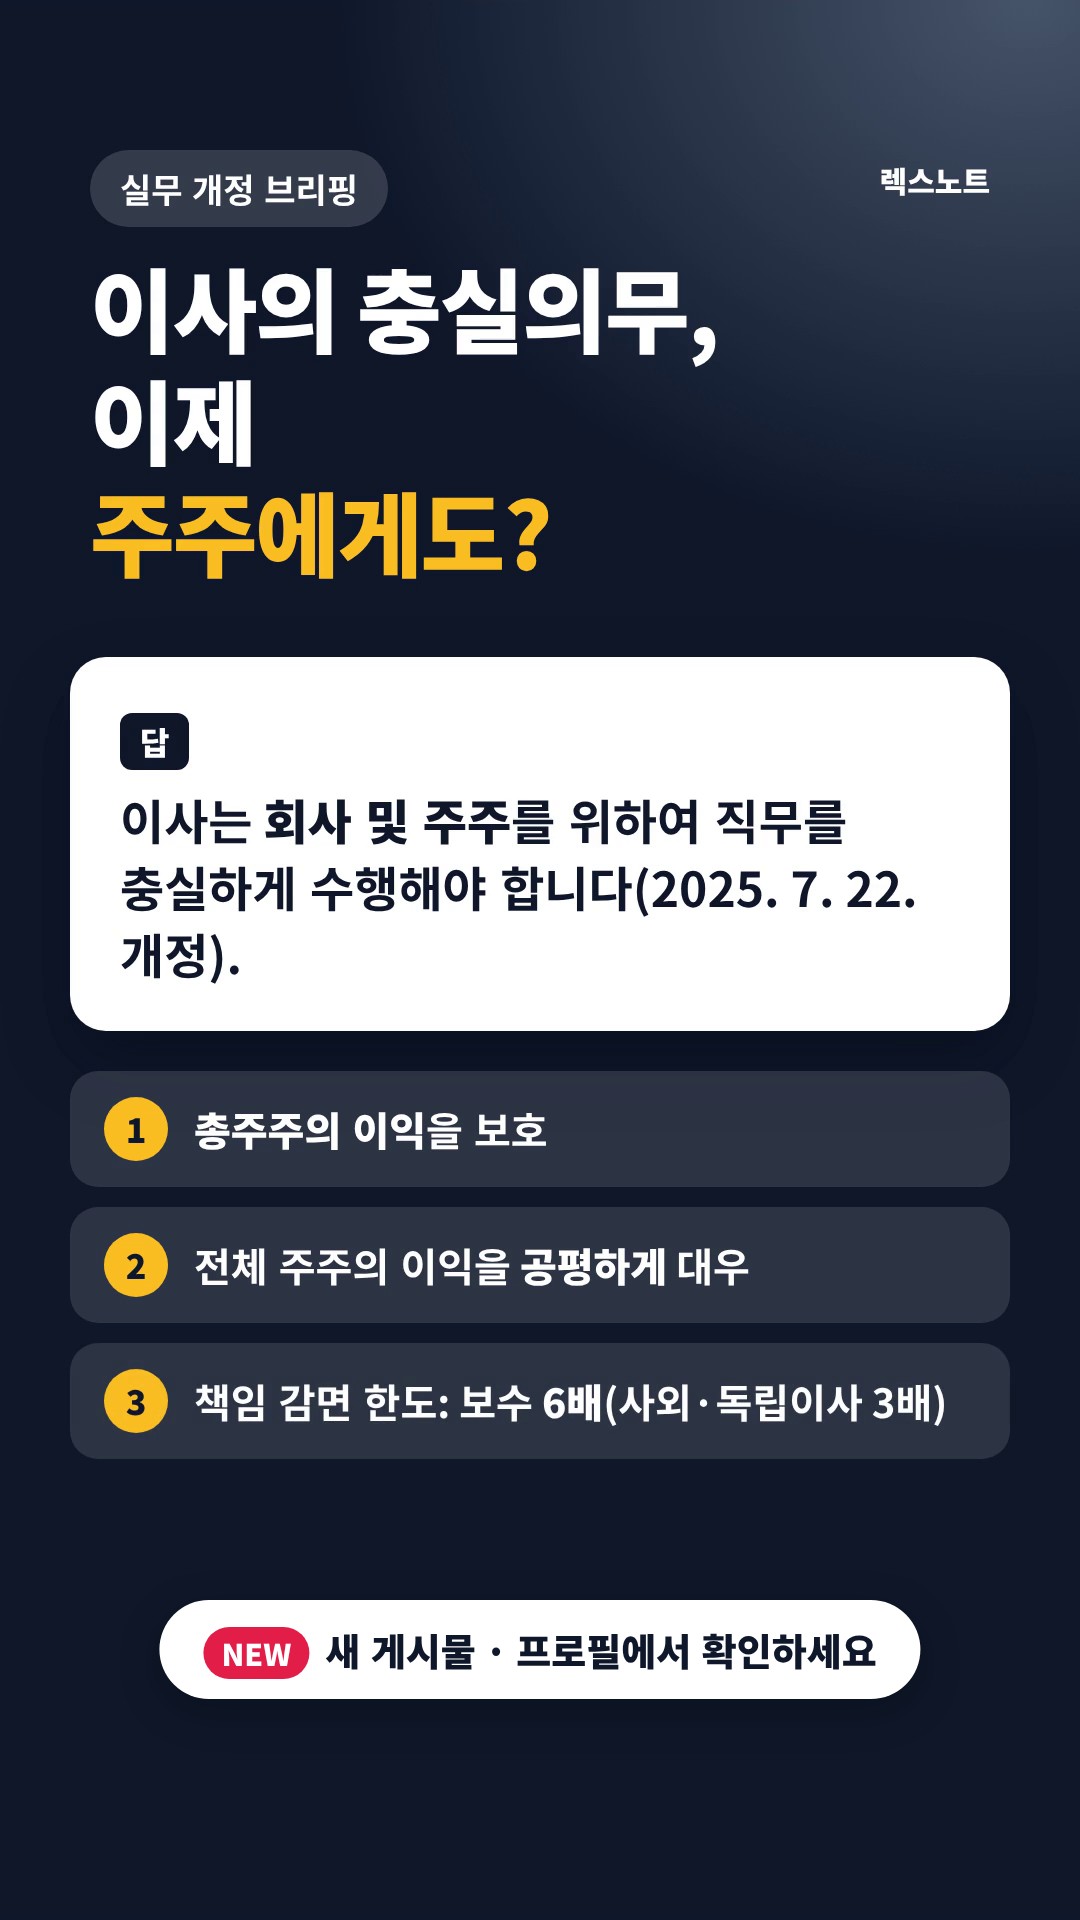 실무 개정 브리핑
렉스노트
이사의 충실의무,
이제
주주에게도?
답
이사는 회사 및 주주를 위하여 직무를
충실하게 수행해야 합니다(2025. 7. 22.
개정).
1 총주주의 이익을 보호
2 전체 주주의 이익을 공평하게 대우
3 책임 감면 한도: 보수 6배(사외·독립이사 3배)
NEW 새 게시물 · 프로필에서 확인하세요